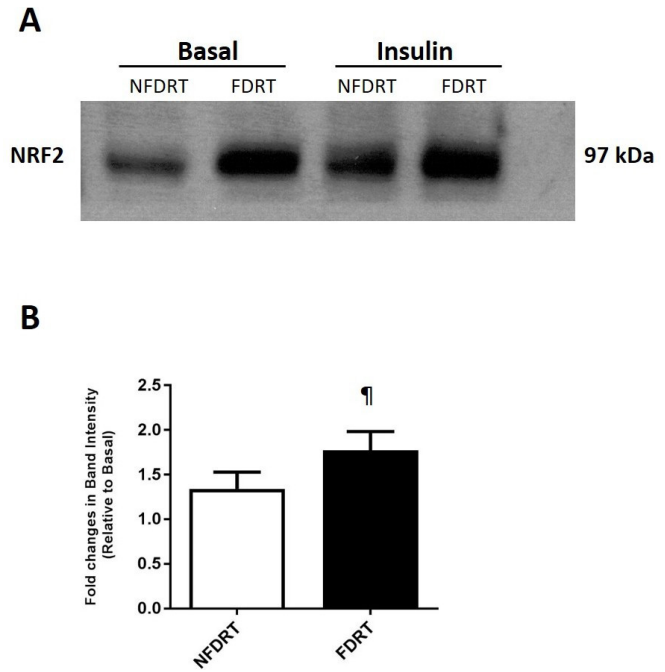 A
Basal Insulin
NFDRT FDRT NFDRT FDRT
NRF2 97 kDa
B
Fold changes in Band Intensity
(Relative to Basal)
2.5
2.0
1.5
1.0
0.5
0.0
¶
NFDRT FDRT